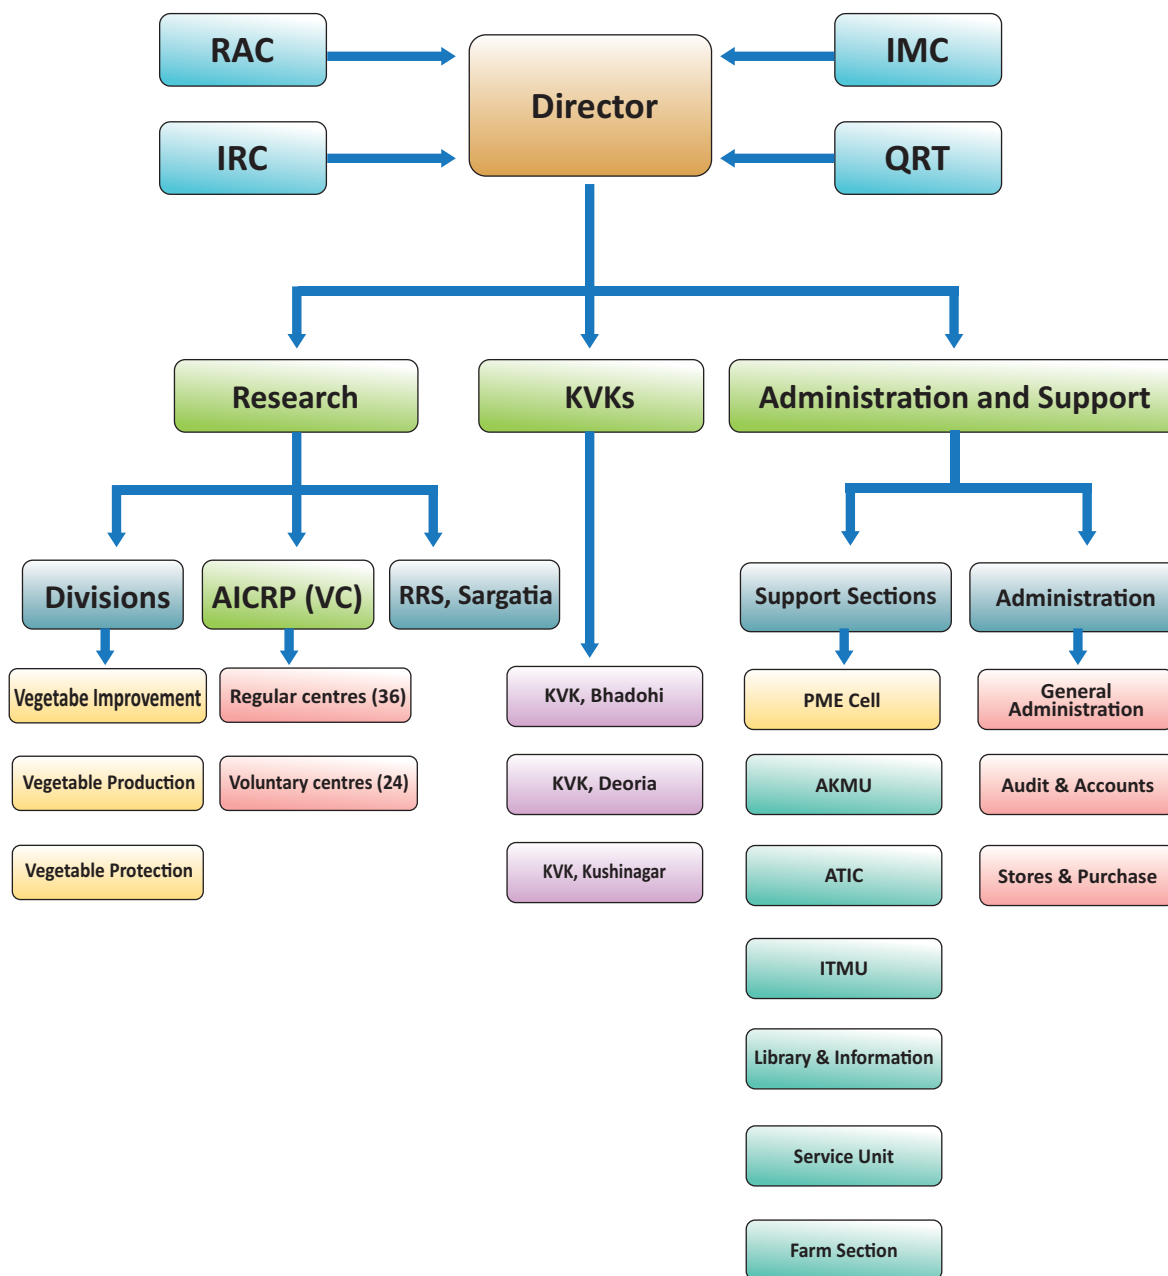 RAC
IMC
Director
IRC
QRT
Research
KVKs
Administration and Support
Divisions
AICRP (VC)
RRS, Sargatia
Support Sections
Administration
Vegetabe Improvement
Regular centres (36)
KVK, Bhadohi
PME Cell
General
Administration
Vegetable Production
Voluntary centres (24)
KVK, Deoria
AKMU
Audit & Accounts
Vegetable Protection
KVK, Kushinagar
ATIC
Stores & Purchase
ITMU
Library & Information
Service Unit
Farm Section